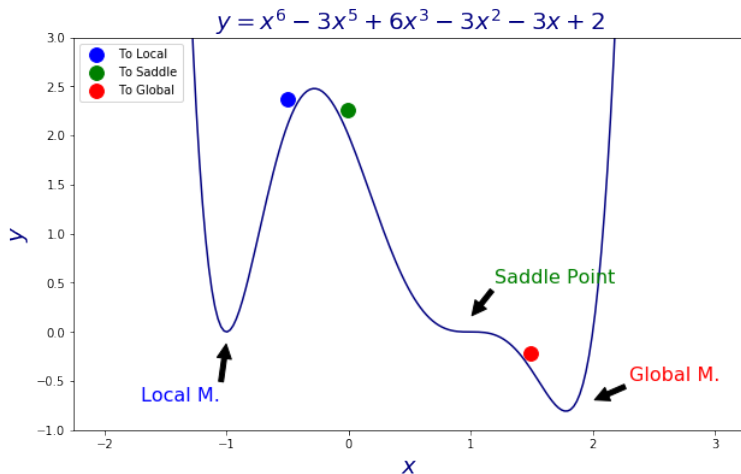 y = x⁶ − 3x⁵ + 6x³ − 3x² − 3x + 2
3.0
To Local
To Saddle
To Global
2.5
2.0
1.5
1.0
0.5
0.0
−0.5
−1.0
y
Saddle Point
Global M.
Local M.
−2
−1
0
1
2
3
x